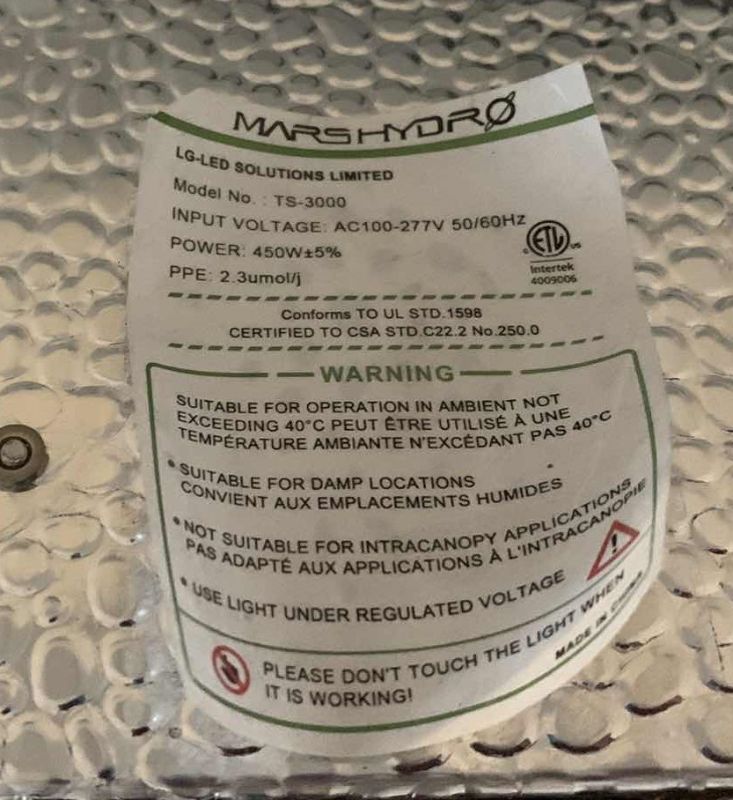 MARSHYDRO
LG-LED SOLUTIONS LIMITED
Model No. : TS-3000
INPUT VOLTAGE: AC100-277V 50/60Hz
POWER: 450W±5%
PPE: 2.3umol/j
c ETL us
Intertek
4009006
Conforms TO UL STD.1598
CERTIFIED TO CSA STD.C22.2 No.250.0
WARNING
SUITABLE FOR OPERATION IN AMBIENT NOT
EXCEEDING 40°C PEUT ÊTRE UTILISÉ À UNE
TEMPÉRATURE AMBIANTE N'EXCÉDANT PAS 40°C
• SUITABLE FOR DAMP LOCATIONS
CONVIENT AUX EMPLACEMENTS HUMIDES
• NOT SUITABLE FOR INTRACANOPY APPLICATIONS
PAS ADAPTÉ AUX APPLICATIONS À L'INTRACANOPIE
• USE LIGHT UNDER REGULATED VOLTAGE
PLEASE DON'T TOUCH THE LIGHT WHEN
IT IS WORKING!
MADE IN CHINA